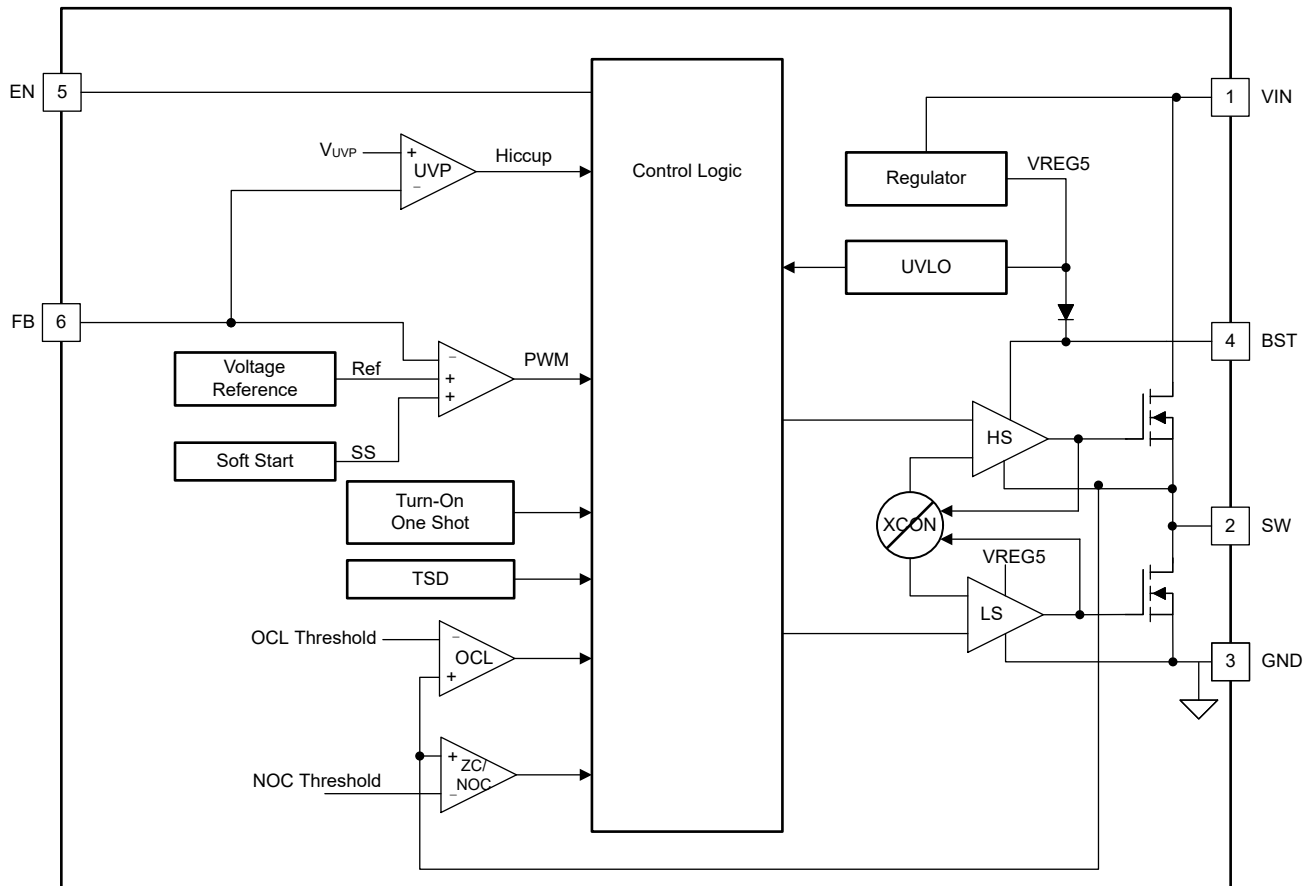 EN
5
1
VIN
VUVP
+
UVP
−
Hiccup
Control Logic
Regulator
VREG5
UVLO
FB
6
4
BST
Voltage
Reference
Ref
−
+
+
PWM
Soft Start
SS
HS
Turn-On
One Shot
XCON
2
SW
TSD
VREG5
LS
OCL Threshold
−
OCL
+
3
GND
+
ZC/
NOC
−
NOC Threshold